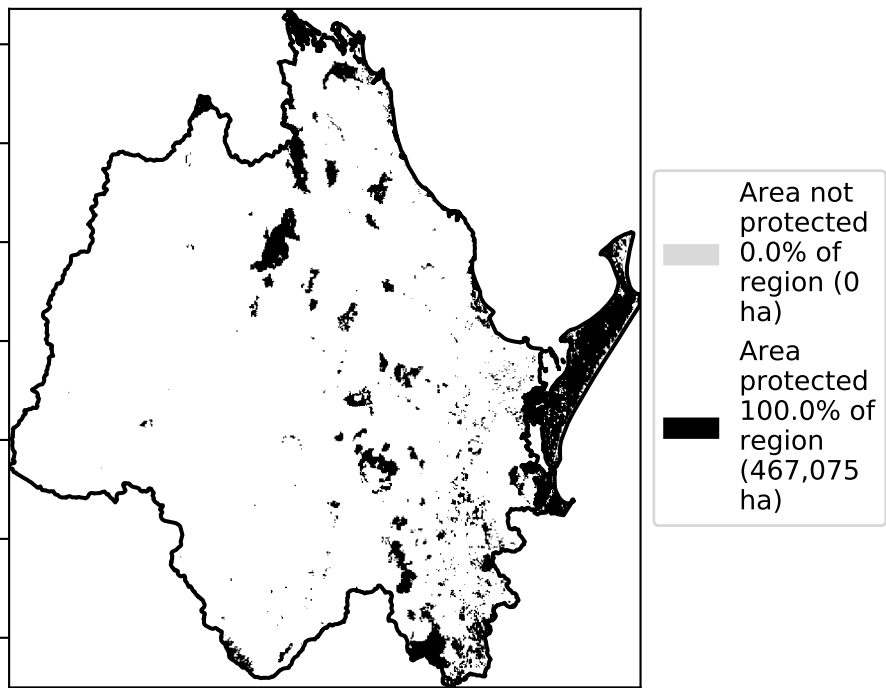 Area not
protected
0.0% of
region (0
ha)
Area
protected
100.0% of
region
(467,075
ha)